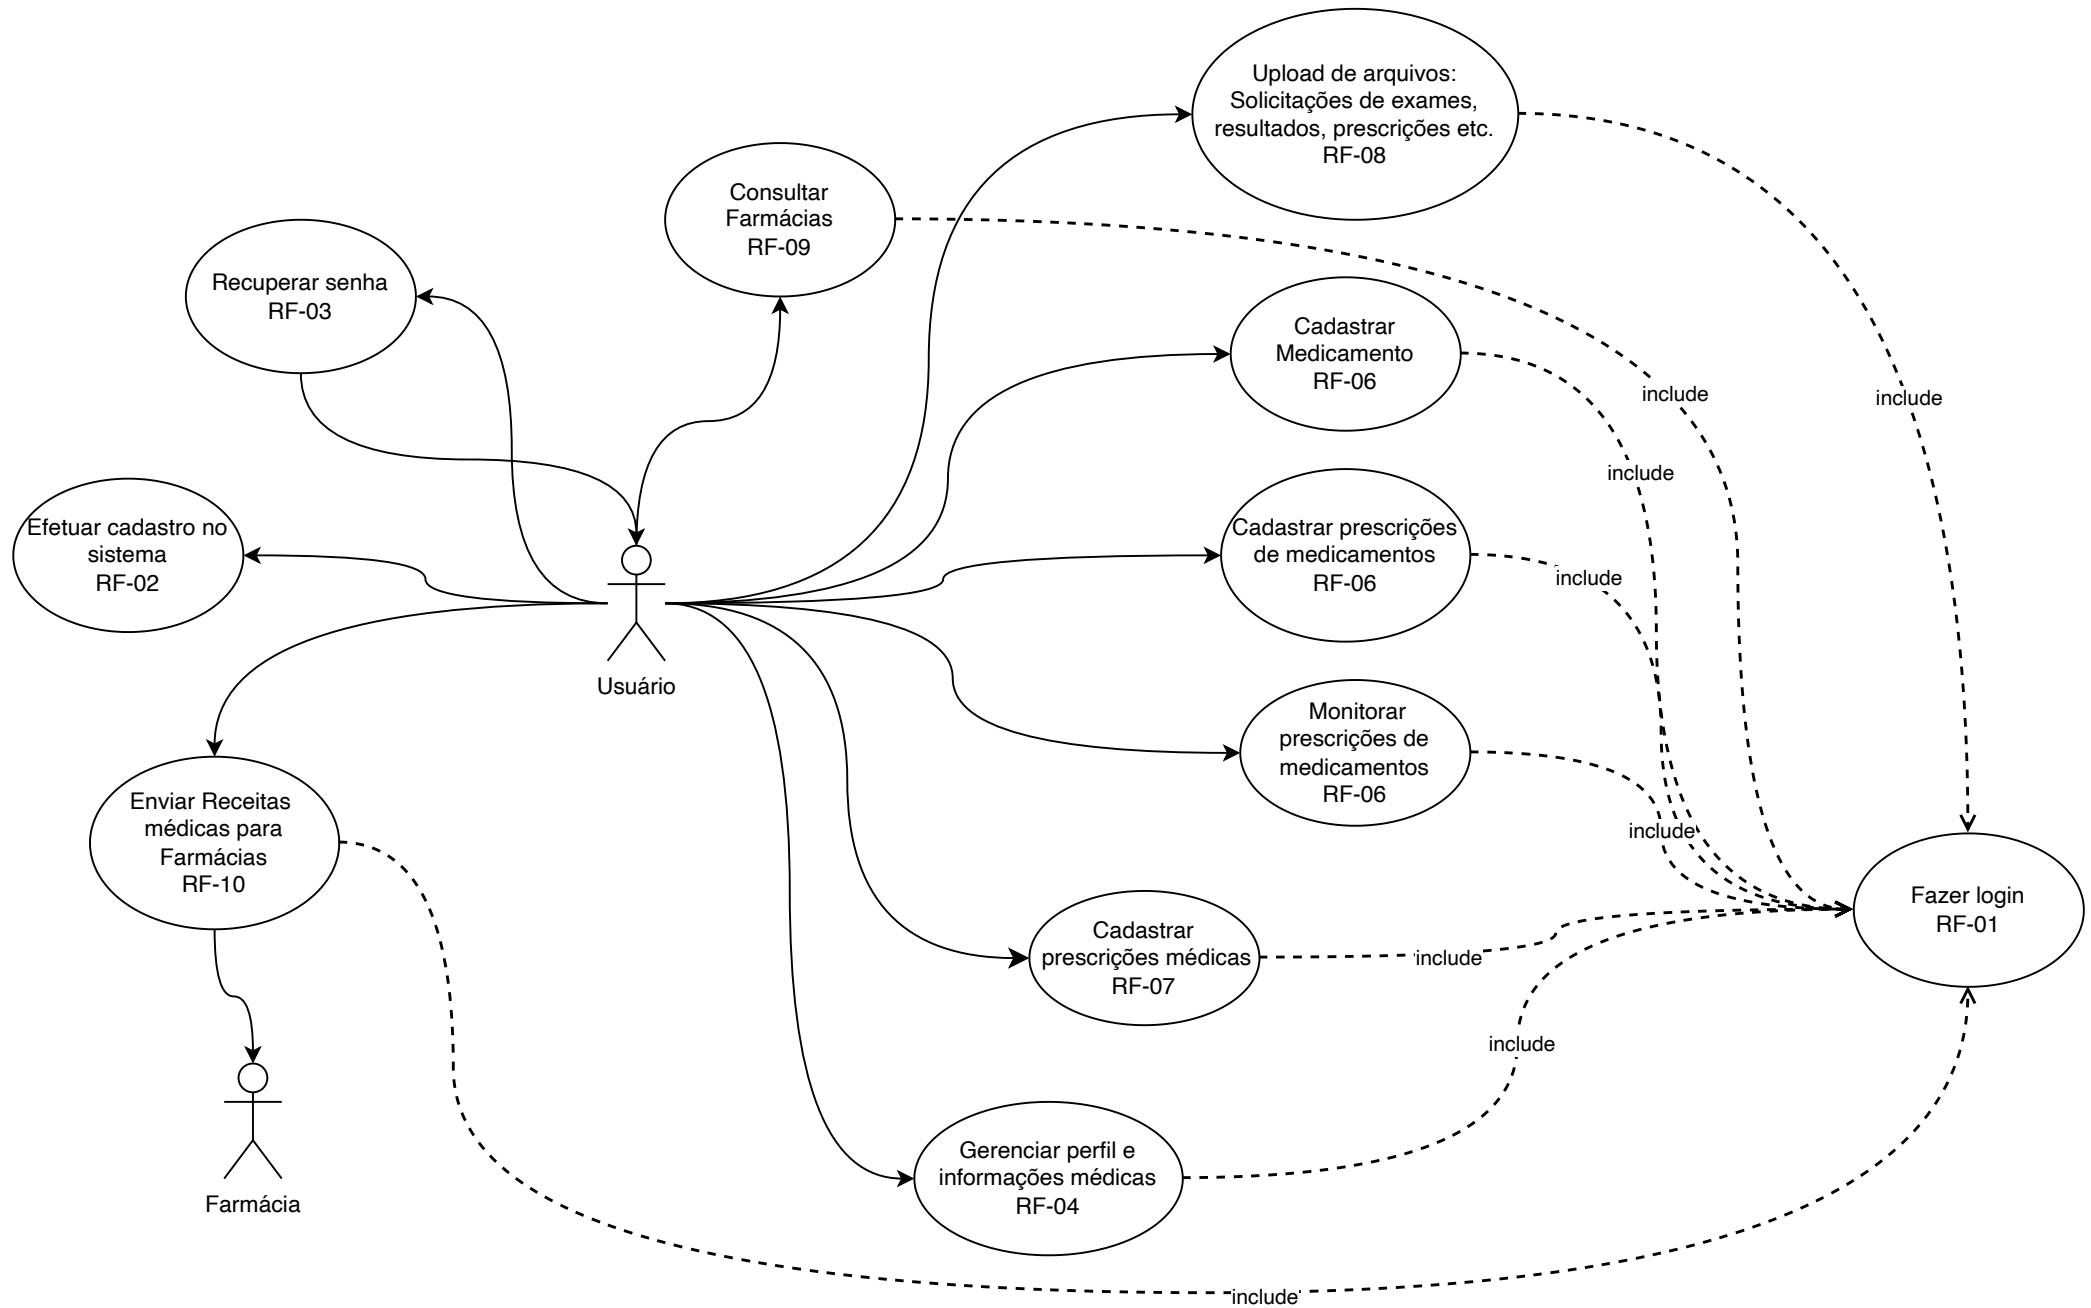 Upload de arquivos:
Solicitações de exames,
resultados, prescrições etc.
RF-08
Consultar
Farmácias
RF-09
Recuperar senha
RF-03
Cadastrar
Medicamento
RF-06
include
include
include
Efetuar cadastro no
sistema
RF-02
Cadastrar prescrições
de medicamentos
RF-06
include
Usuário
Monitorar
prescrições de
medicamentos
RF-06
include
Enviar Receitas
médicas para
Farmácias
RF-10
Fazer login
RF-01
Cadastrar
prescrições médicas
RF-07
include
include
Gerenciar perfil e
informações médicas
RF-04
Farmácia
include